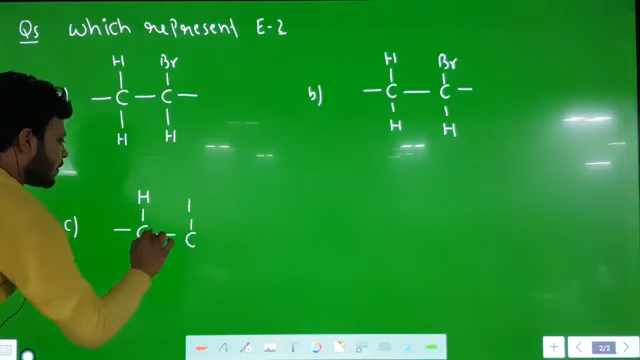 Qs which represent E-2
H Br
— C — C —
H H
b)
H Br
— C — C —
H H
c)
H
— C — C
2/2